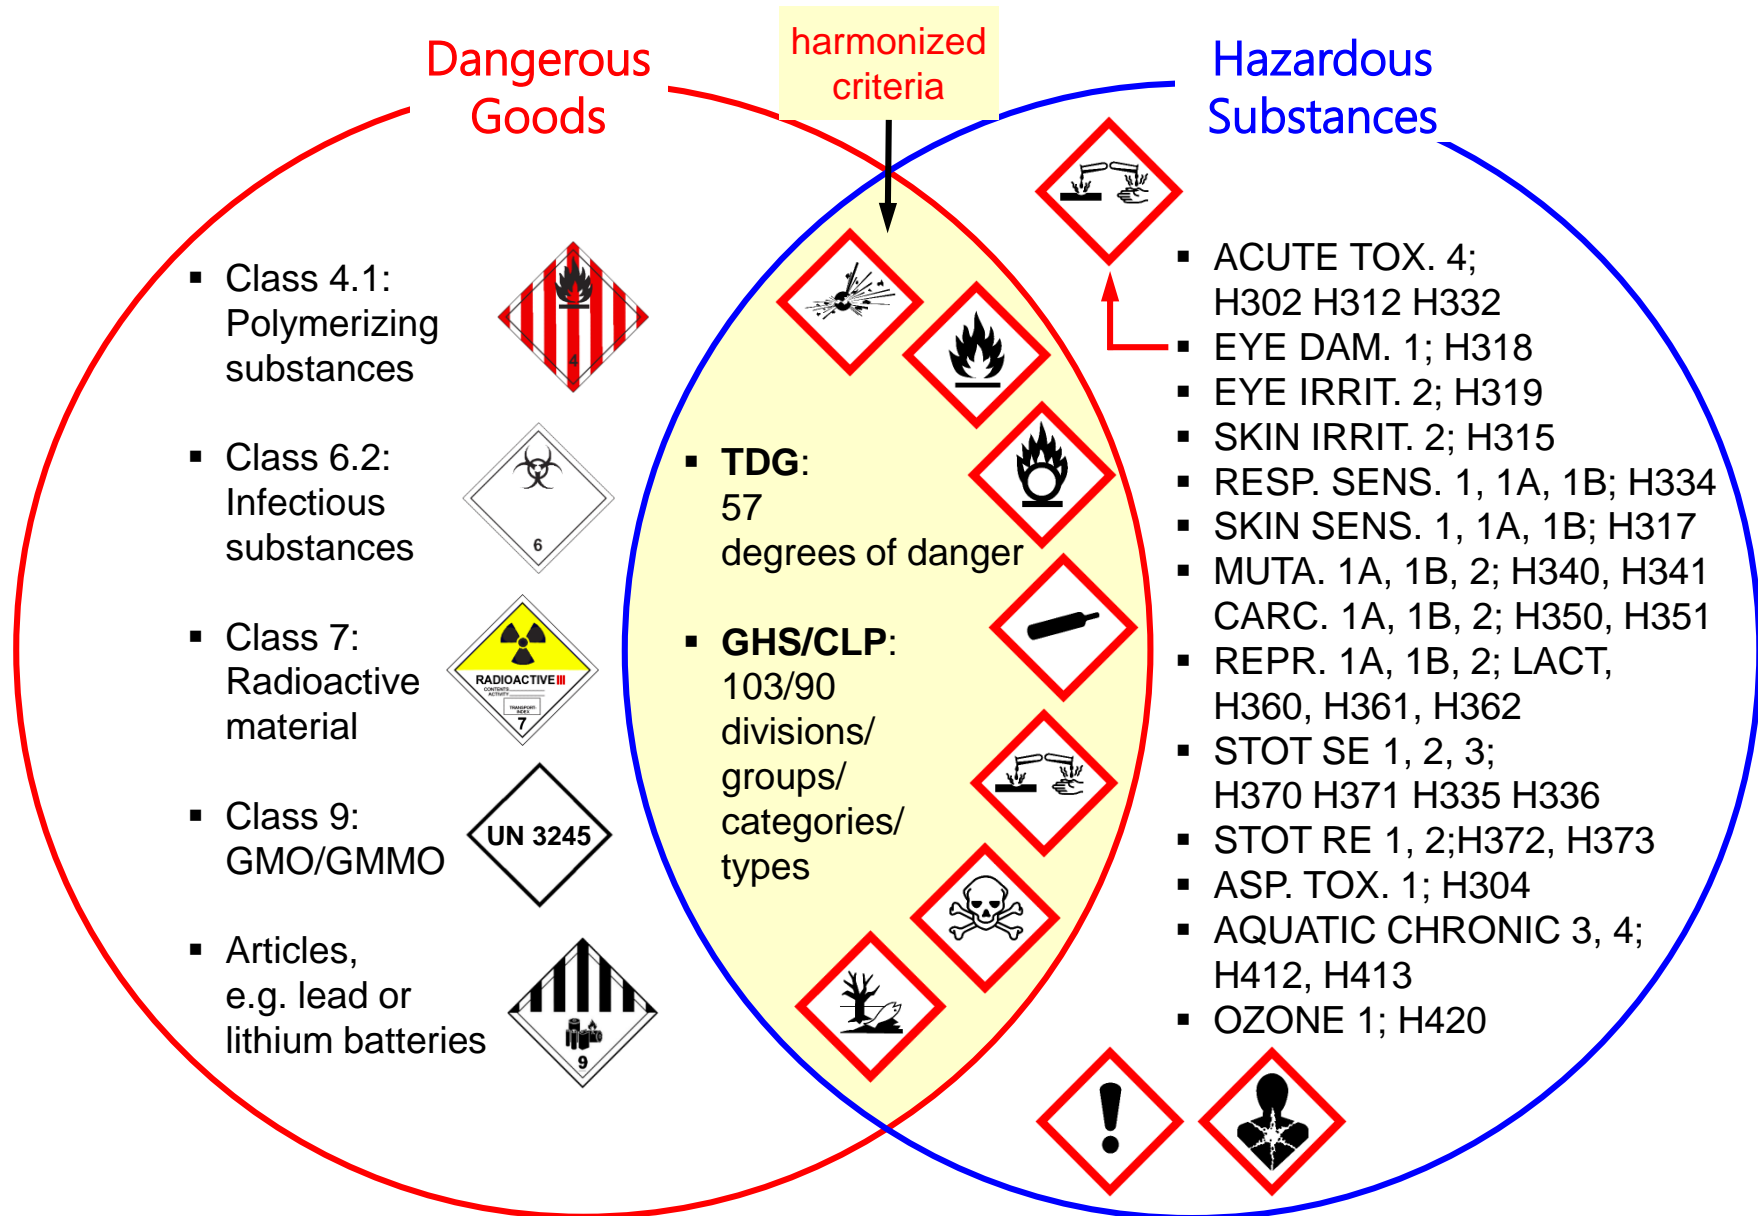 Dangerous
Goods
harmonized
criteria
Hazardous
Substances
▪ Class 4.1:
Polymerizing
substances
4
▪ Class 6.2:
Infectious
substances
6
▪ Class 7:
Radioactive
material
RADIOACTIVE III
CONTENTS
ACTIVITY
TRANSPORT-
INDEX
7
▪ Class 9:
GMO/GMMO
UN 3245
▪ Articles,
e.g. lead or
lithium batteries
9
▪ TDG:
57
degrees of danger
▪ GHS/CLP:
103/90
divisions/
groups/
categories/
types
▪ ACUTE TOX. 4;
H302 H312 H332
▪ EYE DAM. 1; H318
▪ EYE IRRIT. 2; H319
▪ SKIN IRRIT. 2; H315
▪ RESP. SENS. 1, 1A, 1B; H334
▪ SKIN SENS. 1, 1A, 1B; H317
▪ MUTA. 1A, 1B, 2; H340, H341
CARC. 1A, 1B, 2; H350, H351
▪ REPR. 1A, 1B, 2; LACT,
H360, H361, H362
▪ STOT SE 1, 2, 3;
H370 H371 H335 H336
▪ STOT RE 1, 2;H372, H373
▪ ASP. TOX. 1; H304
▪ AQUATIC CHRONIC 3, 4;
H412, H413
▪ OZONE 1; H420